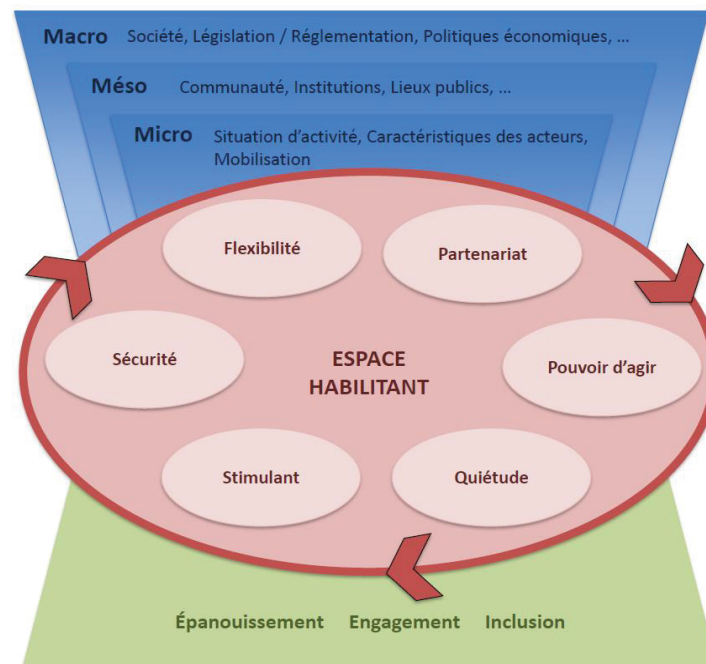 Macro Société, Législation / Réglementation, Politiques économiques, ...
Méso Communauté, Institutions, Lieux publics, ...
Micro Situation d'activité, Caractéristiques des acteurs,
Mobilisation
Flexibilité
Partenariat
Sécurité
ESPACE
HABILITANT
Pouvoir d'agir
Stimulant
Quiétude
Épanouissement Engagement Inclusion